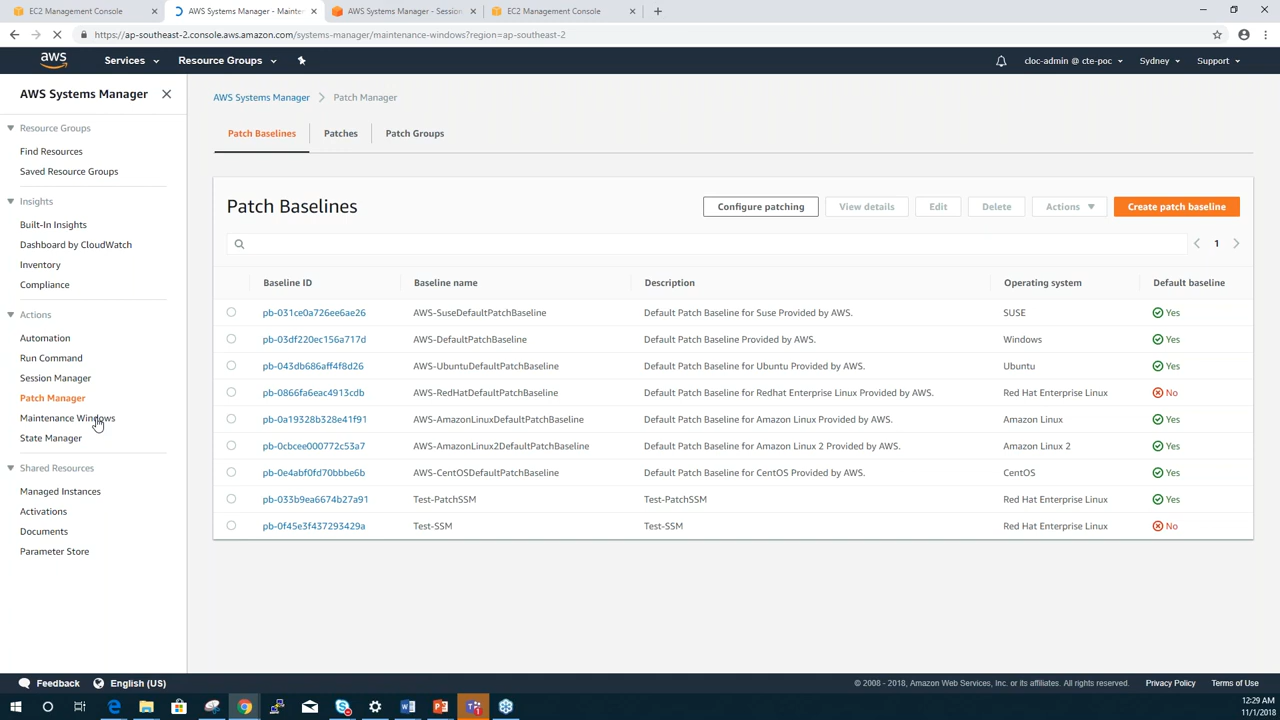 EC2 Management Console
AWS Systems Manager - Mainte
AWS Systems Manager - Session
EC2 Management Console
https://ap-southeast-2.console.aws.amazon.com/systems-manager/maintenance-windows?region=ap-southeast-2
aws Services Resource Groups cloc-admin @ cte-poc Sydney Support
AWS Systems Manager
Resource Groups
Find Resources
Saved Resource Groups
Insights
Built-In Insights
Dashboard by CloudWatch
Inventory
Compliance
Actions
Automation
Run Command
Session Manager
Patch Manager
Maintenance Windows
State Manager
Shared Resources
Managed Instances
Activations
Documents
Parameter Store
AWS Systems Manager > Patch Manager
Patch Baselines Patches Patch Groups
Patch Baselines
Configure patching View details Edit Delete Actions Create patch baseline
1
Baseline ID Baseline name Description Operating system Default baseline
pb-031ce0a726ee6ae26 AWS-SuseDefaultPatchBaseline Default Patch Baseline for Suse Provided by AWS. SUSE Yes
pb-03df220ec156a717d AWS-DefaultPatchBaseline Default Patch Baseline Provided by AWS. Windows Yes
pb-043db686aff4f8d26 AWS-UbuntuDefaultPatchBaseline Default Patch Baseline for Ubuntu Provided by AWS. Ubuntu Yes
pb-0866fa6eac4913cdb AWS-RedHatDefaultPatchBaseline Default Patch Baseline for Redhat Enterprise Linux Provided by AWS. Red Hat Enterprise Linux No
pb-0a19328b328e41f91 AWS-AmazonLinuxDefaultPatchBaseline Default Patch Baseline for Amazon Linux Provided by AWS. Amazon Linux Yes
pb-0cbcee000772c53a7 AWS-AmazonLinux2DefaultPatchBaseline Default Patch Baseline for Amazon Linux 2 Provided by AWS. Amazon Linux 2 Yes
pb-0e4abf0fd70bbbe6b AWS-CentOSDefaultPatchBaseline Default Patch Baseline for CentOS Provided by AWS. CentOS Yes
pb-033b9ea6674b27a91 Test-PatchSSM Test-PatchSSM Red Hat Enterprise Linux Yes
pb-0f45e3f437293429a Test-SSM Test-SSM Red Hat Enterprise Linux No
Feedback English (US) © 2008 - 2018, Amazon Web Services, Inc. or its affiliates. All rights reserved. Privacy Policy Terms of Use
12:29 AM
11/1/2018